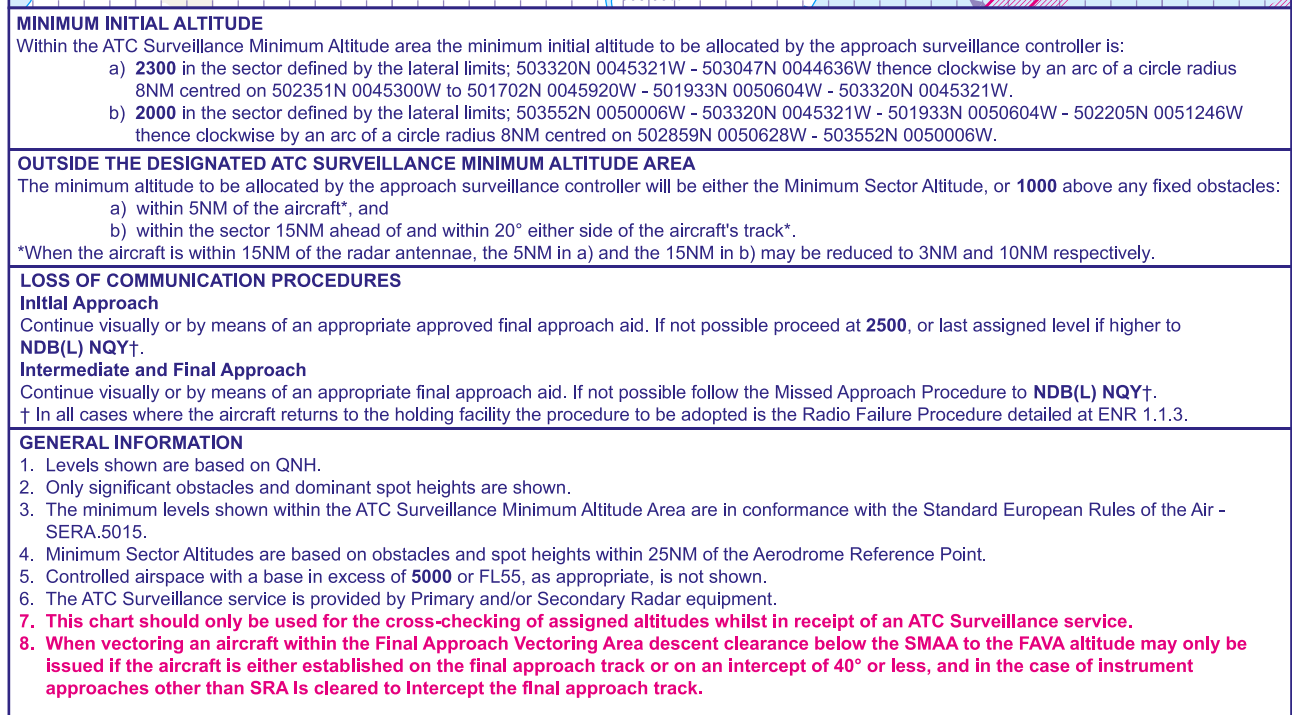 MINIMUM INITIAL ALTITUDE
Within the ATC Surveillance Minimum Altitude area the minimum initial altitude to be allocated by the approach surveillance controller is:
a) 2300 in the sector defined by the lateral limits; 503320N 0045321W - 503047N 0044636W thence clockwise by an arc of a circle radius
8NM centred on 502351N 0045300W to 501702N 0045920W - 501933N 0050604W - 503320N 0045321W.
b) 2000 in the sector defined by the lateral limits; 503552N 0050006W - 503320N 0045321W - 501933N 0050604W - 502205N 0051246W
thence clockwise by an arc of a circle radius 8NM centred on 502859N 0050628W - 503552N 0050006W.
OUTSIDE THE DESIGNATED ATC SURVEILLANCE MINIMUM ALTITUDE AREA
The minimum altitude to be allocated by the approach surveillance controller will be either the Minimum Sector Altitude, or 1000 above any fixed obstacles:
a) within 5NM of the aircraft*, and
b) within the sector 15NM ahead of and within 20° either side of the aircraft's track*.
*When the aircraft is within 15NM of the radar antennae, the 5NM in a) and the 15NM in b) may be reduced to 3NM and 10NM respectively.
LOSS OF COMMUNICATION PROCEDURES
Initial Approach
Continue visually or by means of an appropriate approved final approach aid. If not possible proceed at 2500, or last assigned level if higher to
NDB(L) NQY†.
Intermediate and Final Approach
Continue visually or by means of an appropriate final approach aid. If not possible follow the Missed Approach Procedure to NDB(L) NQY†.
† In all cases where the aircraft returns to the holding facility the procedure to be adopted is the Radio Failure Procedure detailed at ENR 1.1.3.
GENERAL INFORMATION
1. Levels shown are based on QNH.
2. Only significant obstacles and dominant spot heights are shown.
3. The minimum levels shown within the ATC Surveillance Minimum Altitude Area are in conformance with the Standard European Rules of the Air -
SERA.5015.
4. Minimum Sector Altitudes are based on obstacles and spot heights within 25NM of the Aerodrome Reference Point.
5. Controlled airspace with a base in excess of 5000 or FL55, as appropriate, is not shown.
6. The ATC Surveillance service is provided by Primary and/or Secondary Radar equipment.
7. This chart should only be used for the cross-checking of assigned altitudes whilst in receipt of an ATC Surveillance service.
8. When vectoring an aircraft within the Final Approach Vectoring Area descent clearance below the SMAA to the FAVA altitude may only be
issued if the aircraft is either established on the final approach track or on an intercept of 40° or less, and in the case of instrument
approaches other than SRA is cleared to intercept the final approach track.